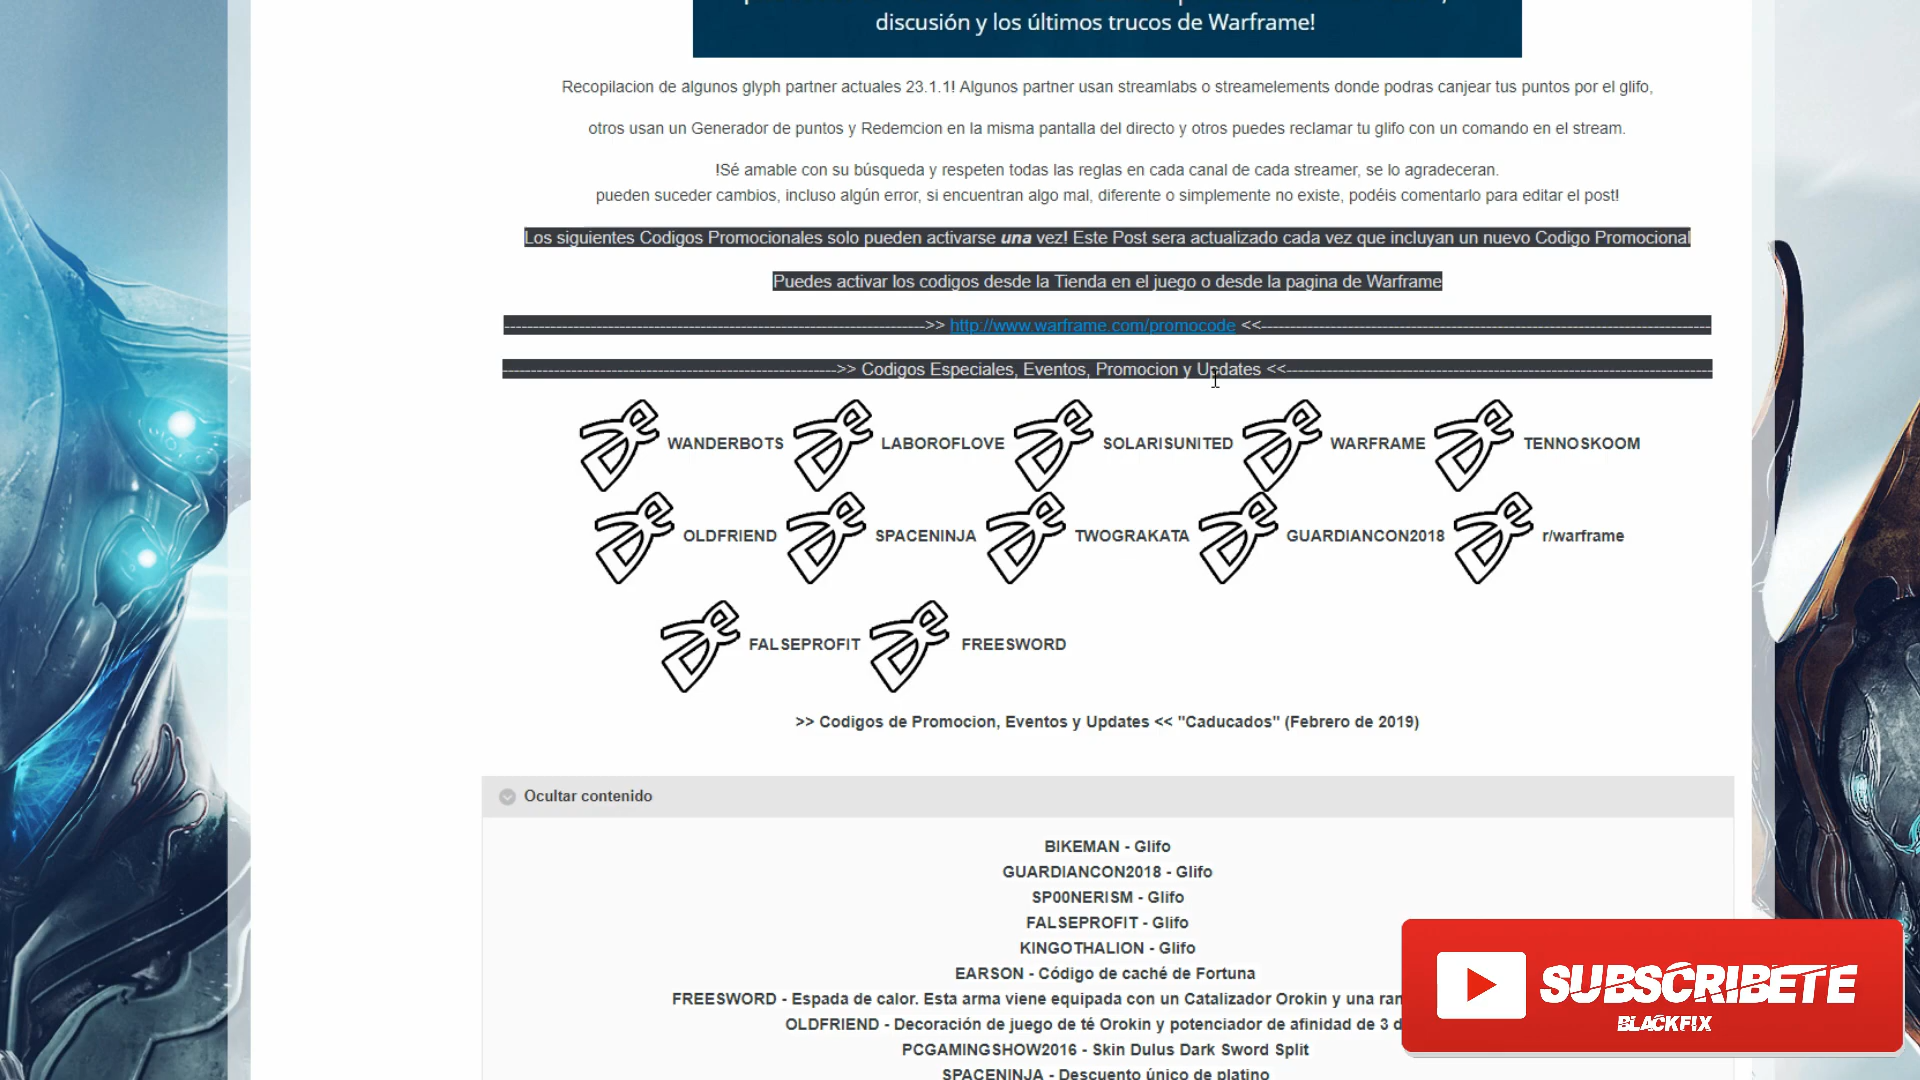 discusión y los últimos trucos de Warframe!
Recopilacion de algunos glyph partner actuales 23.1.1! Algunos partner usan streamlabs o streamelements donde podras canjear tus puntos por el glifo,
otros usan un Generador de puntos y Redemcion en la misma pantalla del directo y otros puedes reclamar tu glifo con un comando en el stream.
!Sé amable con su búsqueda y respeten todas las reglas en cada canal de cada streamer, se lo agradeceran.
pueden suceder cambios, incluso algún error, si encuentran algo mal, diferente o simplemente no existe, podéis comentarlo para editar el post!
Los siguientes Codigos Promocionales solo pueden activarse una vez! Este Post sera actualizado cada vez que incluyan un nuevo Codigo Promocional
Puedes activar los codigos desde la Tienda en el juego o desde la pagina de Warframe
>> http://www.warframe.com/promocode <<
>> Codigos Especiales, Eventos, Promocion y Updates <<
WANDERBOTS LABOROFLOVE SOLARISUNITED WARFRAME TENNOSKOOM
OLDFRIEND SPACENINJA TWOGRAKATA GUARDIANCON2018 r/warframe
FALSEPROFIT FREESWORD
>> Codigos de Promocion, Eventos y Updates << "Caducados" (Febrero de 2019)
Ocultar contenido
BIKEMAN - Glifo
GUARDIANCON2018 - Glifo
SP00NERISM - Glifo
FALSEPROFIT - Glifo
KINGOTHALION - Glifo
EARSON - Código de caché de Fortuna
FREESWORD - Espada de calor. Esta arma viene equipada con un Catalizador Orokin y una
OLDFRIEND - Decoración de juego de té Orokin y potenciador de afinidad de 3
PCGAMINGSHOW2016 - Skin Dulus Dark Sword Split
SPACENINJA - Descuento único de platino
SUBSCRIBETE
BLACKFIX